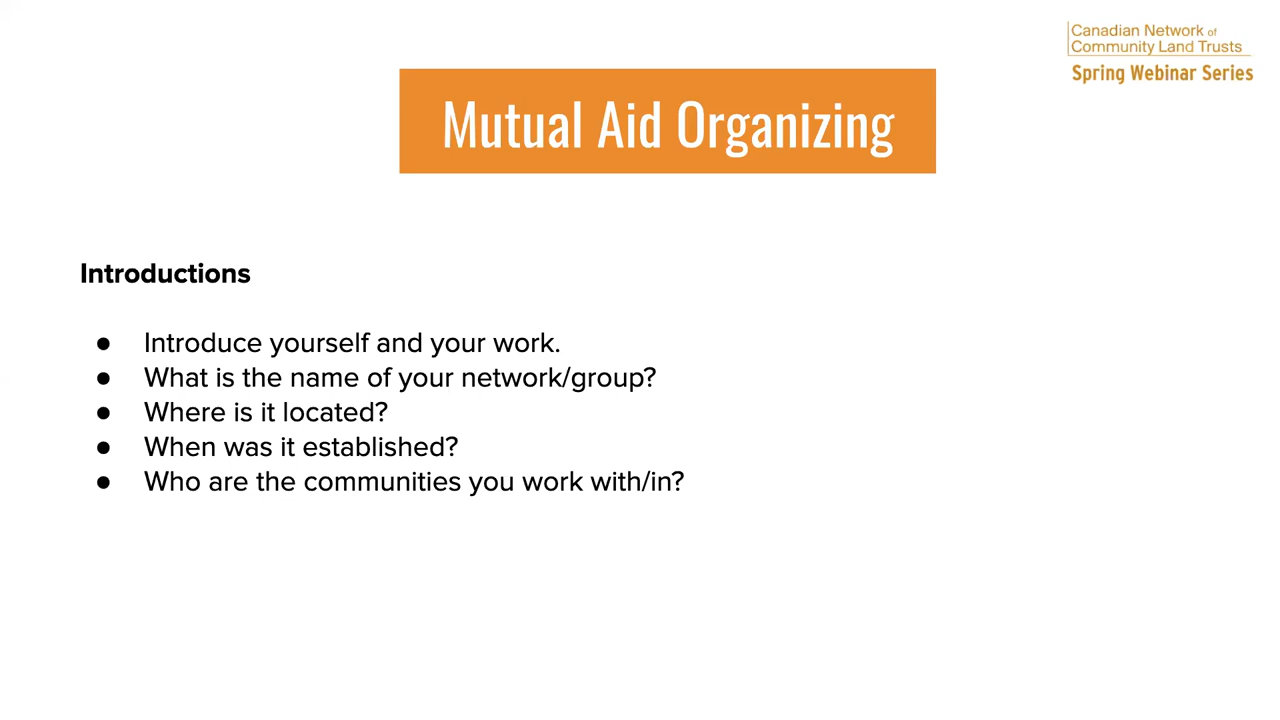 Canadian Network of
Community Land Trusts
Spring Webinar Series
Mutual Aid Organizing
Introductions
● Introduce yourself and your work.
● What is the name of your network/group?
● Where is it located?
● When was it established?
● Who are the communities you work with/in?